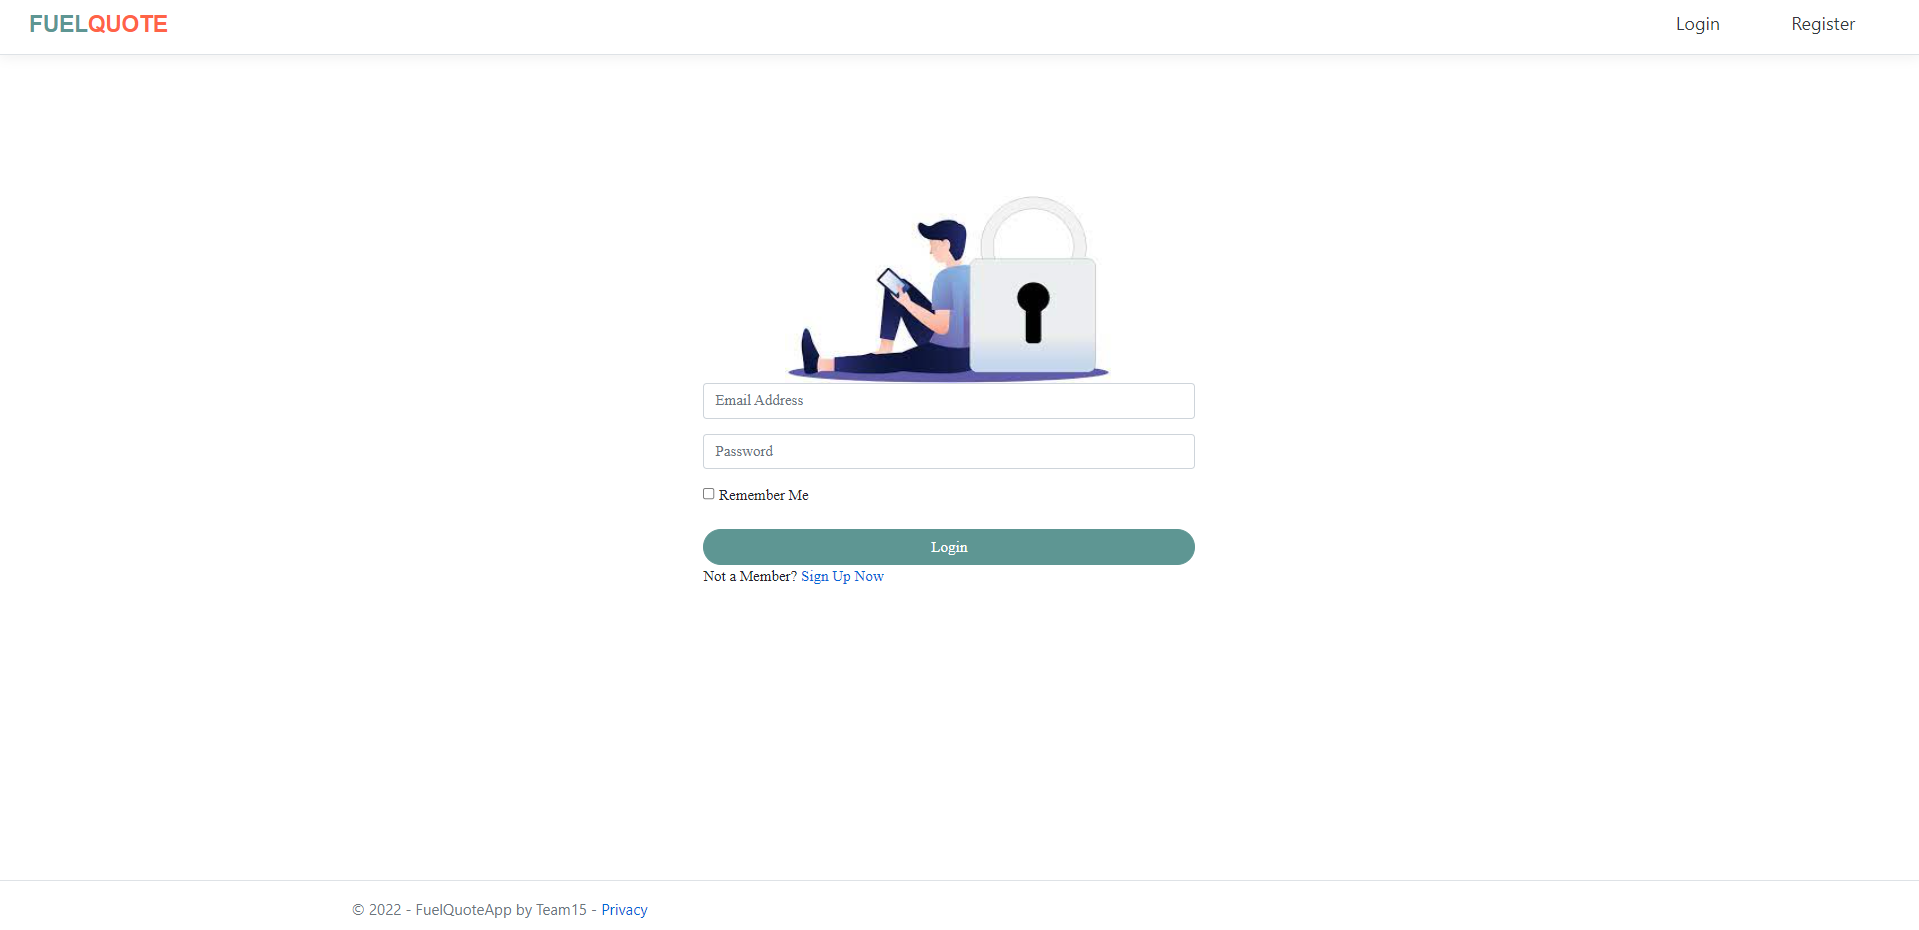 FUELQUOTE
Login
Register
Email Address
Password
Remember Me
Login
Not a Member? Sign Up Now
© 2022 - FuelQuoteApp by Team15 - Privacy